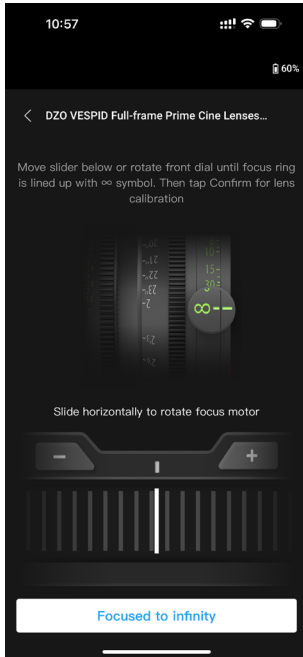 10:57
60%
DZO VESPID Full-frame Prime Cine Lenses...
Move slider below or rotate front dial until focus ring
is lined up with ∞ symbol. Then tap Confirm for lens
calibration
10
15
30
∞
Slide horizontally to rotate focus motor
− +
Focused to infinity